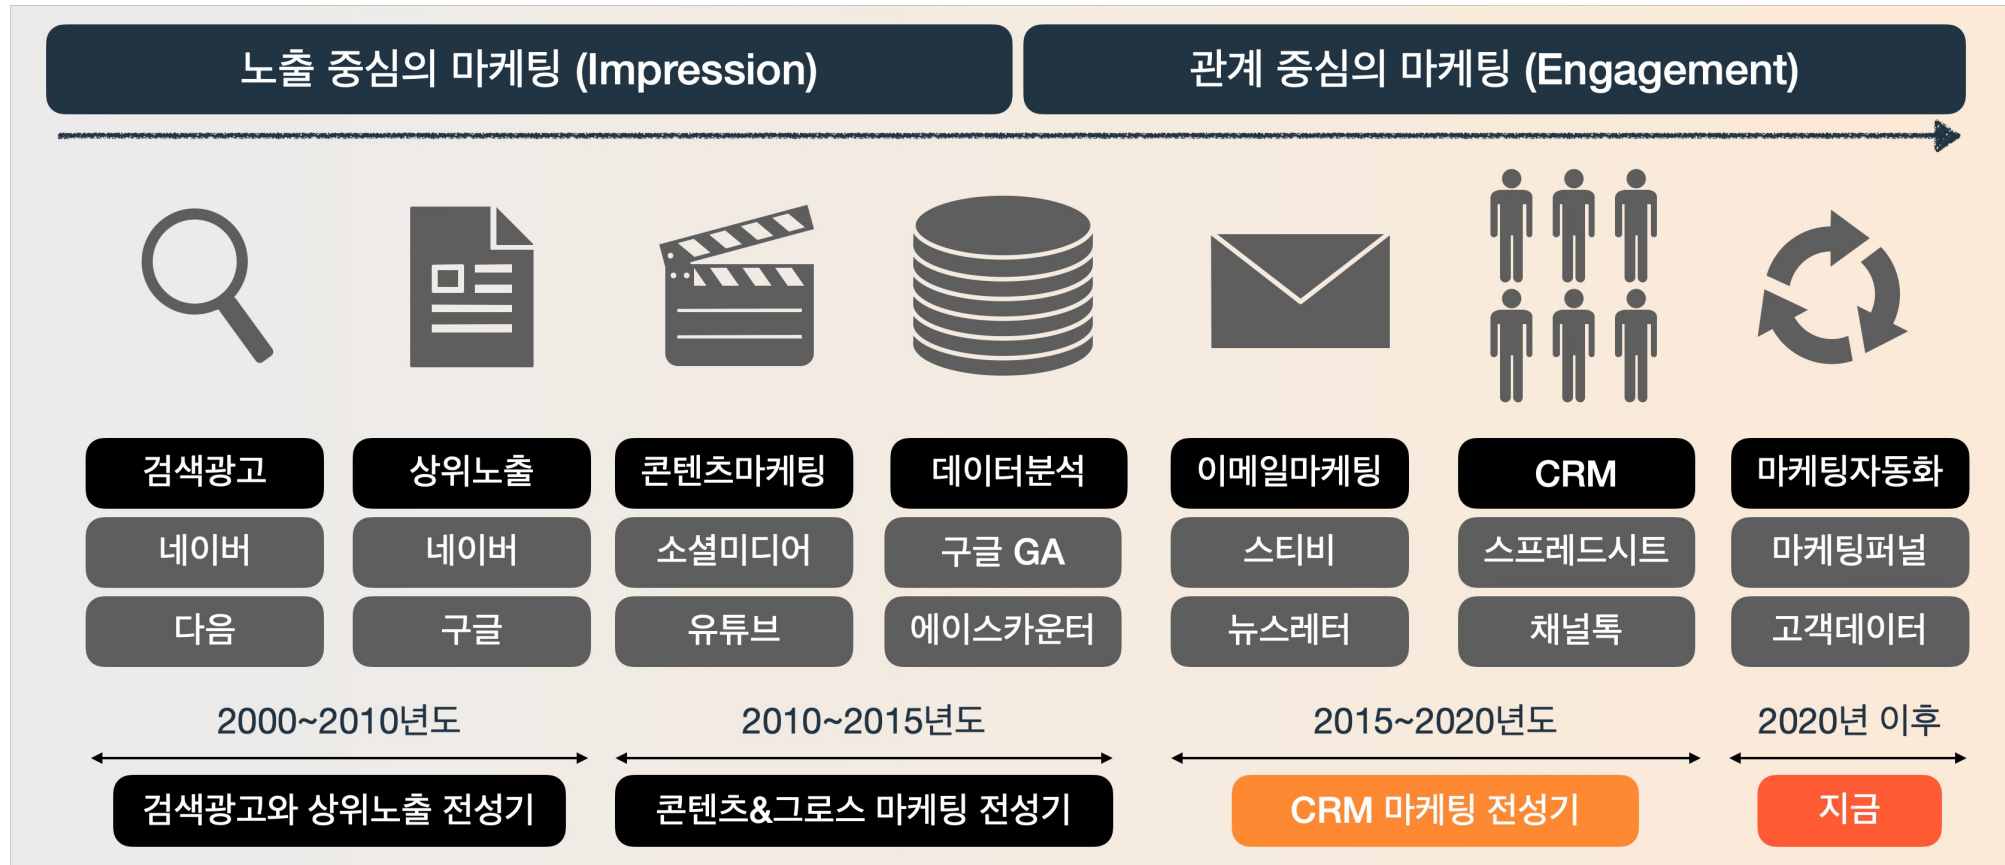 노출 중심의 마케팅 (Impression)
관계 중심의 마케팅 (Engagement)
검색광고
상위노출
콘텐츠마케팅
데이터분석
이메일마케팅
CRM
마케팅자동화
네이버
네이버
소셜미디어
구글 GA
스티비
스프레드시트
마케팅퍼널
다음
구글
유튜브
에이스카운터
뉴스레터
채널톡
고객데이터
2000~2010년도
2010~2015년도
2015~2020년도
2020년 이후
검색광고와 상위노출 전성기
콘텐츠&그로스 마케팅 전성기
CRM 마케팅 전성기
지금